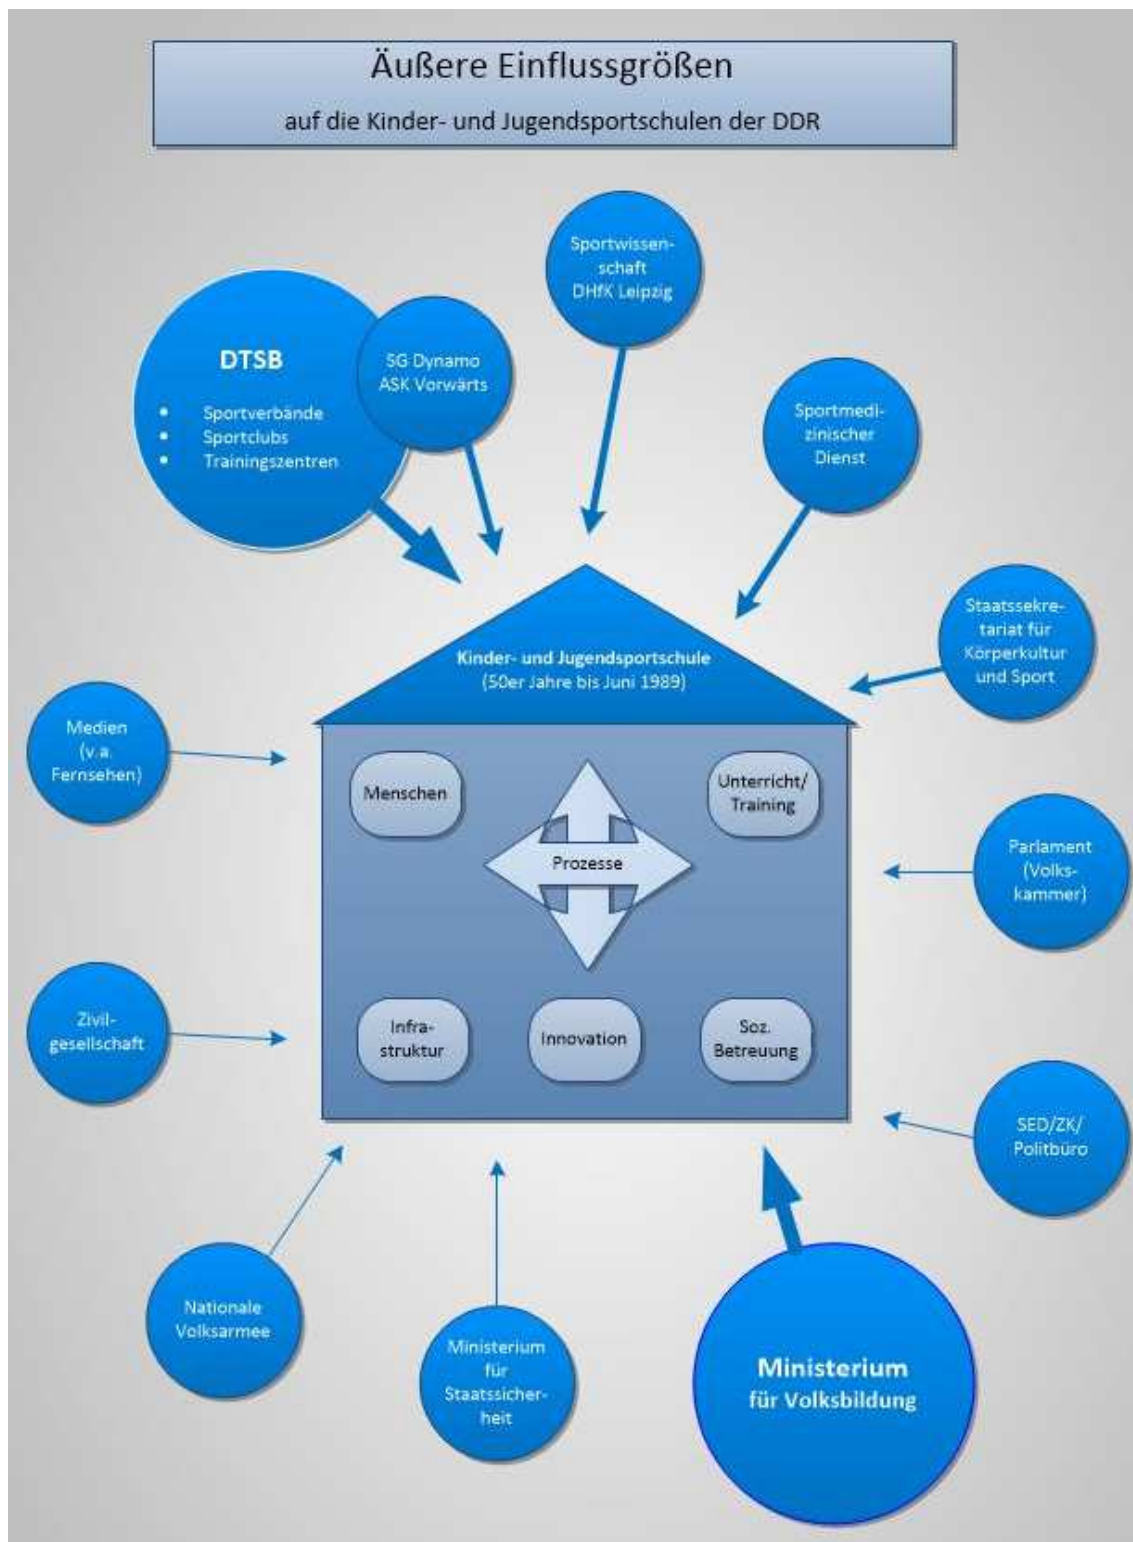 Äußere Einflussgrößen
auf die Kinder- und Jugendsportschulen der DDR
Sportwissen-
schaft
DHfK Leipzig
DTSB
• Sportverbände
• Sportclubs
• Trainingszentren
SG Dynamo
ASK Vorwärts
Sportmedi-
zinischer
Dienst
Staatssekre-
tariat für
Körperkultur
und Sport
Kinder- und Jugendsportschule
(50er Jahre bis Juni 1989)
Medien
(v.a.
Fernsehen)
Menschen
Unterricht/
Training
Prozesse
Parlament
(Volks-
kammer)
Zivil-
gesellschaft
Infra-
struktur
Innovation
Soz.
Betreuung
SED/ZK/
Politbüro
Nationale
Volksarmee
Ministerium
für
Staatssicher-
heit
Ministerium
für Volksbildung